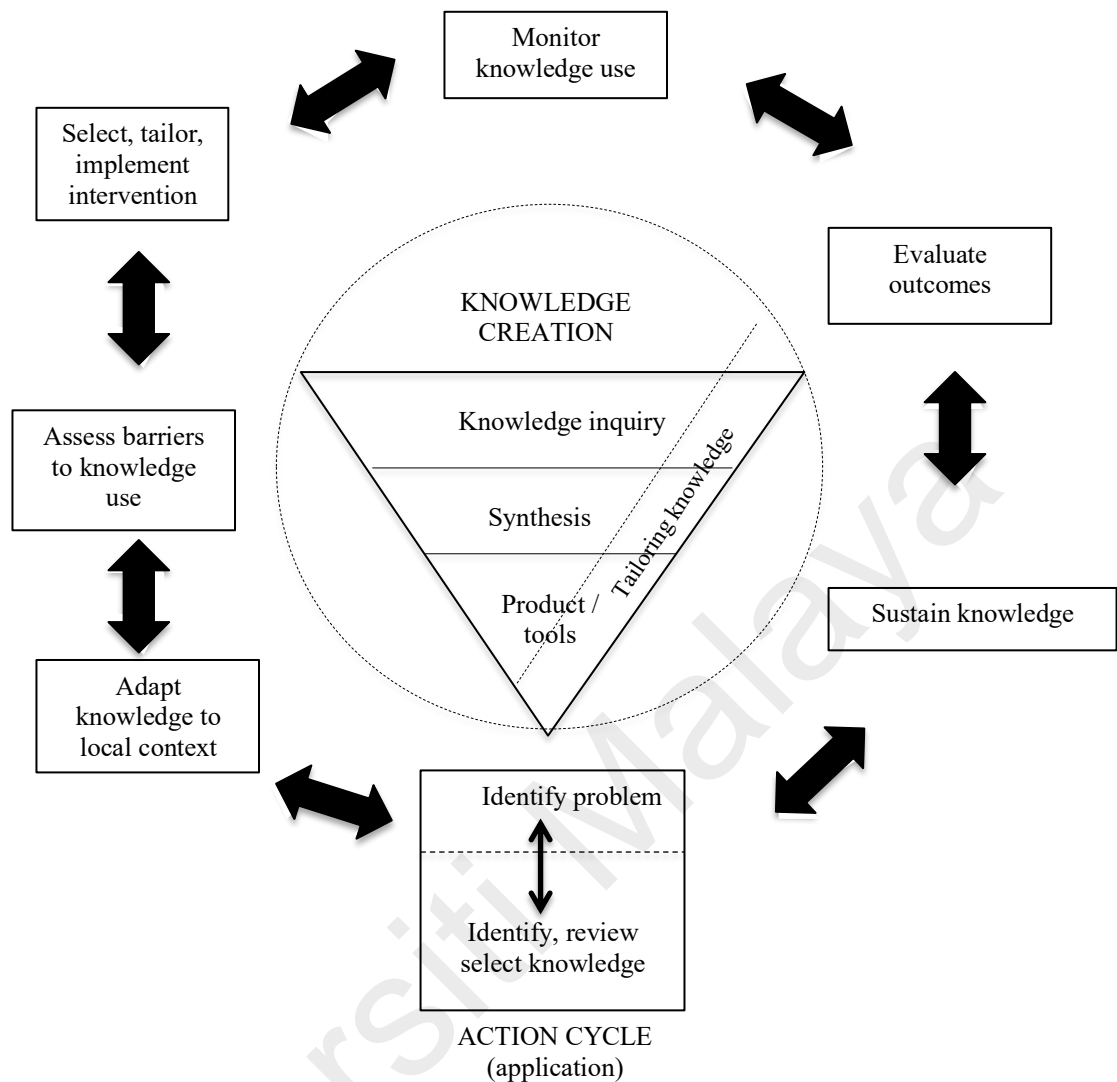 Monitor
knowledge use
Select, tailor,
implement
intervention
Evaluate
outcomes
KNOWLEDGE
CREATION
Knowledge inquiry
Assess barriers
to knowledge
use
Synthesis
Tailoring knowledge
Product /
tools
Sustain knowledge
Adapt
knowledge to
local context
Identify problem
Identify, review
select knowledge
ACTION CYCLE
(application)
rsiti Malaya